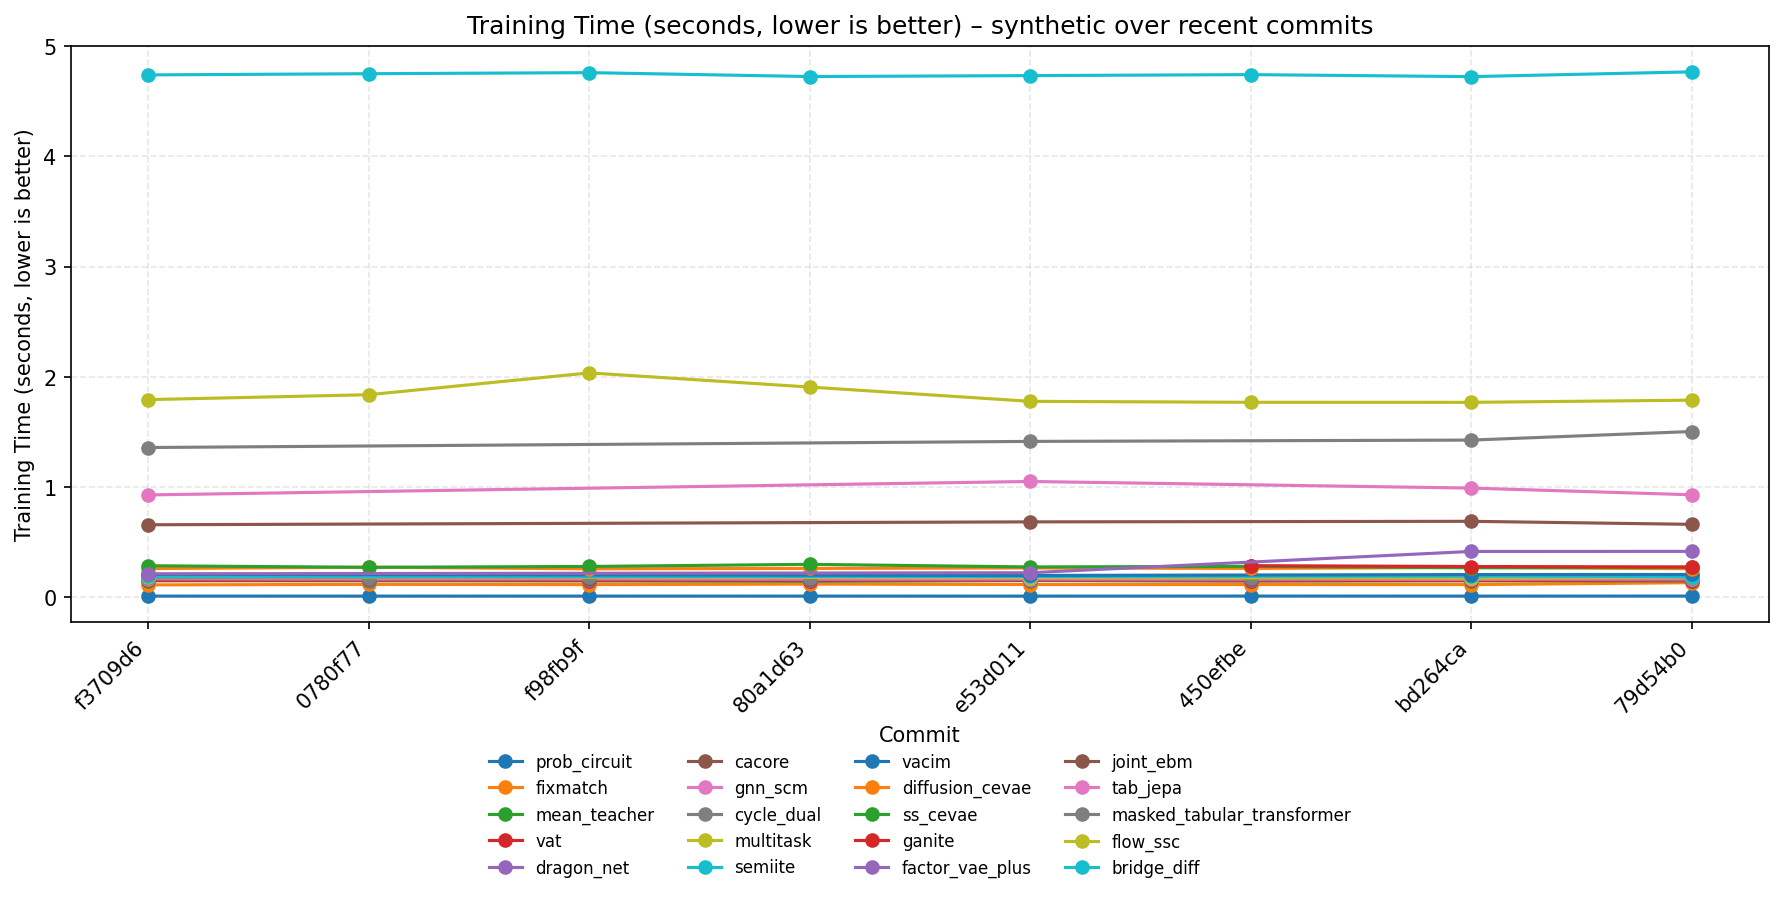 Training Time (seconds, lower is better) – synthetic over recent commits
Training Time (seconds, lower is better)
5
4
3
2
1
0
f3709d6
0780f77
f98fb9f
80a1d63
e53d011
450efbe
bd264ca
79d54b0
Commit
prob_circuit
fixmatch
mean_teacher
vat
dragon_net
cacore
gnn_scm
cycle_dual
multitask
semiite
vacim
diffusion_cevae
ss_cevae
ganite
factor_vae_plus
joint_ebm
tab_jepa
masked_tabular_transformer
flow_ssc
bridge_diff